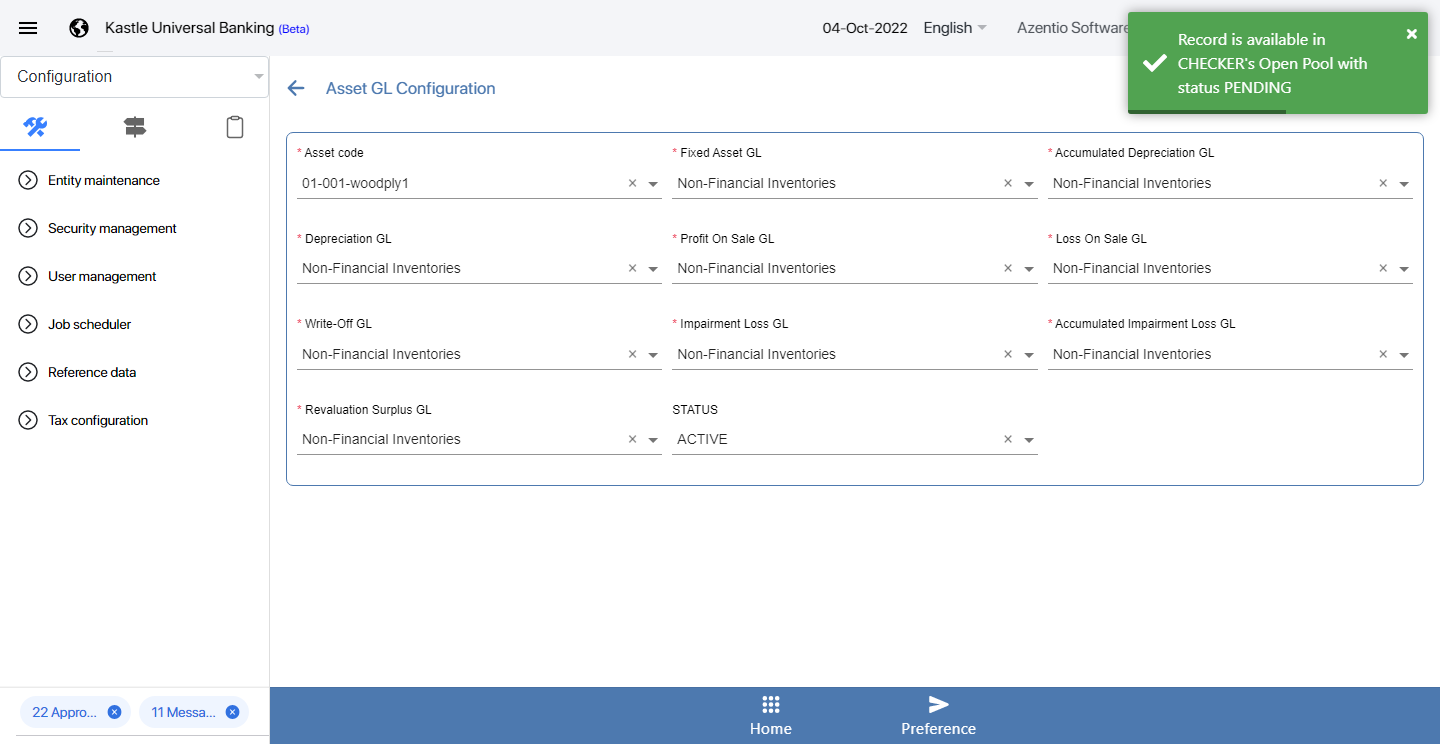 Kastle Universal Banking (Beta)
04-Oct-2022
English
Azentio Software
Record is available in
CHECKER's Open Pool with
status PENDING
Configuration
Asset GL Configuration
Entity maintenance
Security management
User management
Job scheduler
Reference data
Tax configuration
* Asset code
01-001-woodply1
* Fixed Asset GL
Non-Financial Inventories
* Accumulated Depreciation GL
Non-Financial Inventories
* Depreciation GL
Non-Financial Inventories
* Profit On Sale GL
Non-Financial Inventories
* Loss On Sale GL
Non-Financial Inventories
* Write-Off GL
Non-Financial Inventories
* Impairment Loss GL
Non-Financial Inventories
* Accumulated Impairment Loss GL
Non-Financial Inventories
* Revaluation Surplus GL
Non-Financial Inventories
STATUS
ACTIVE
22 Appro...
11 Messa...
Home
Preference